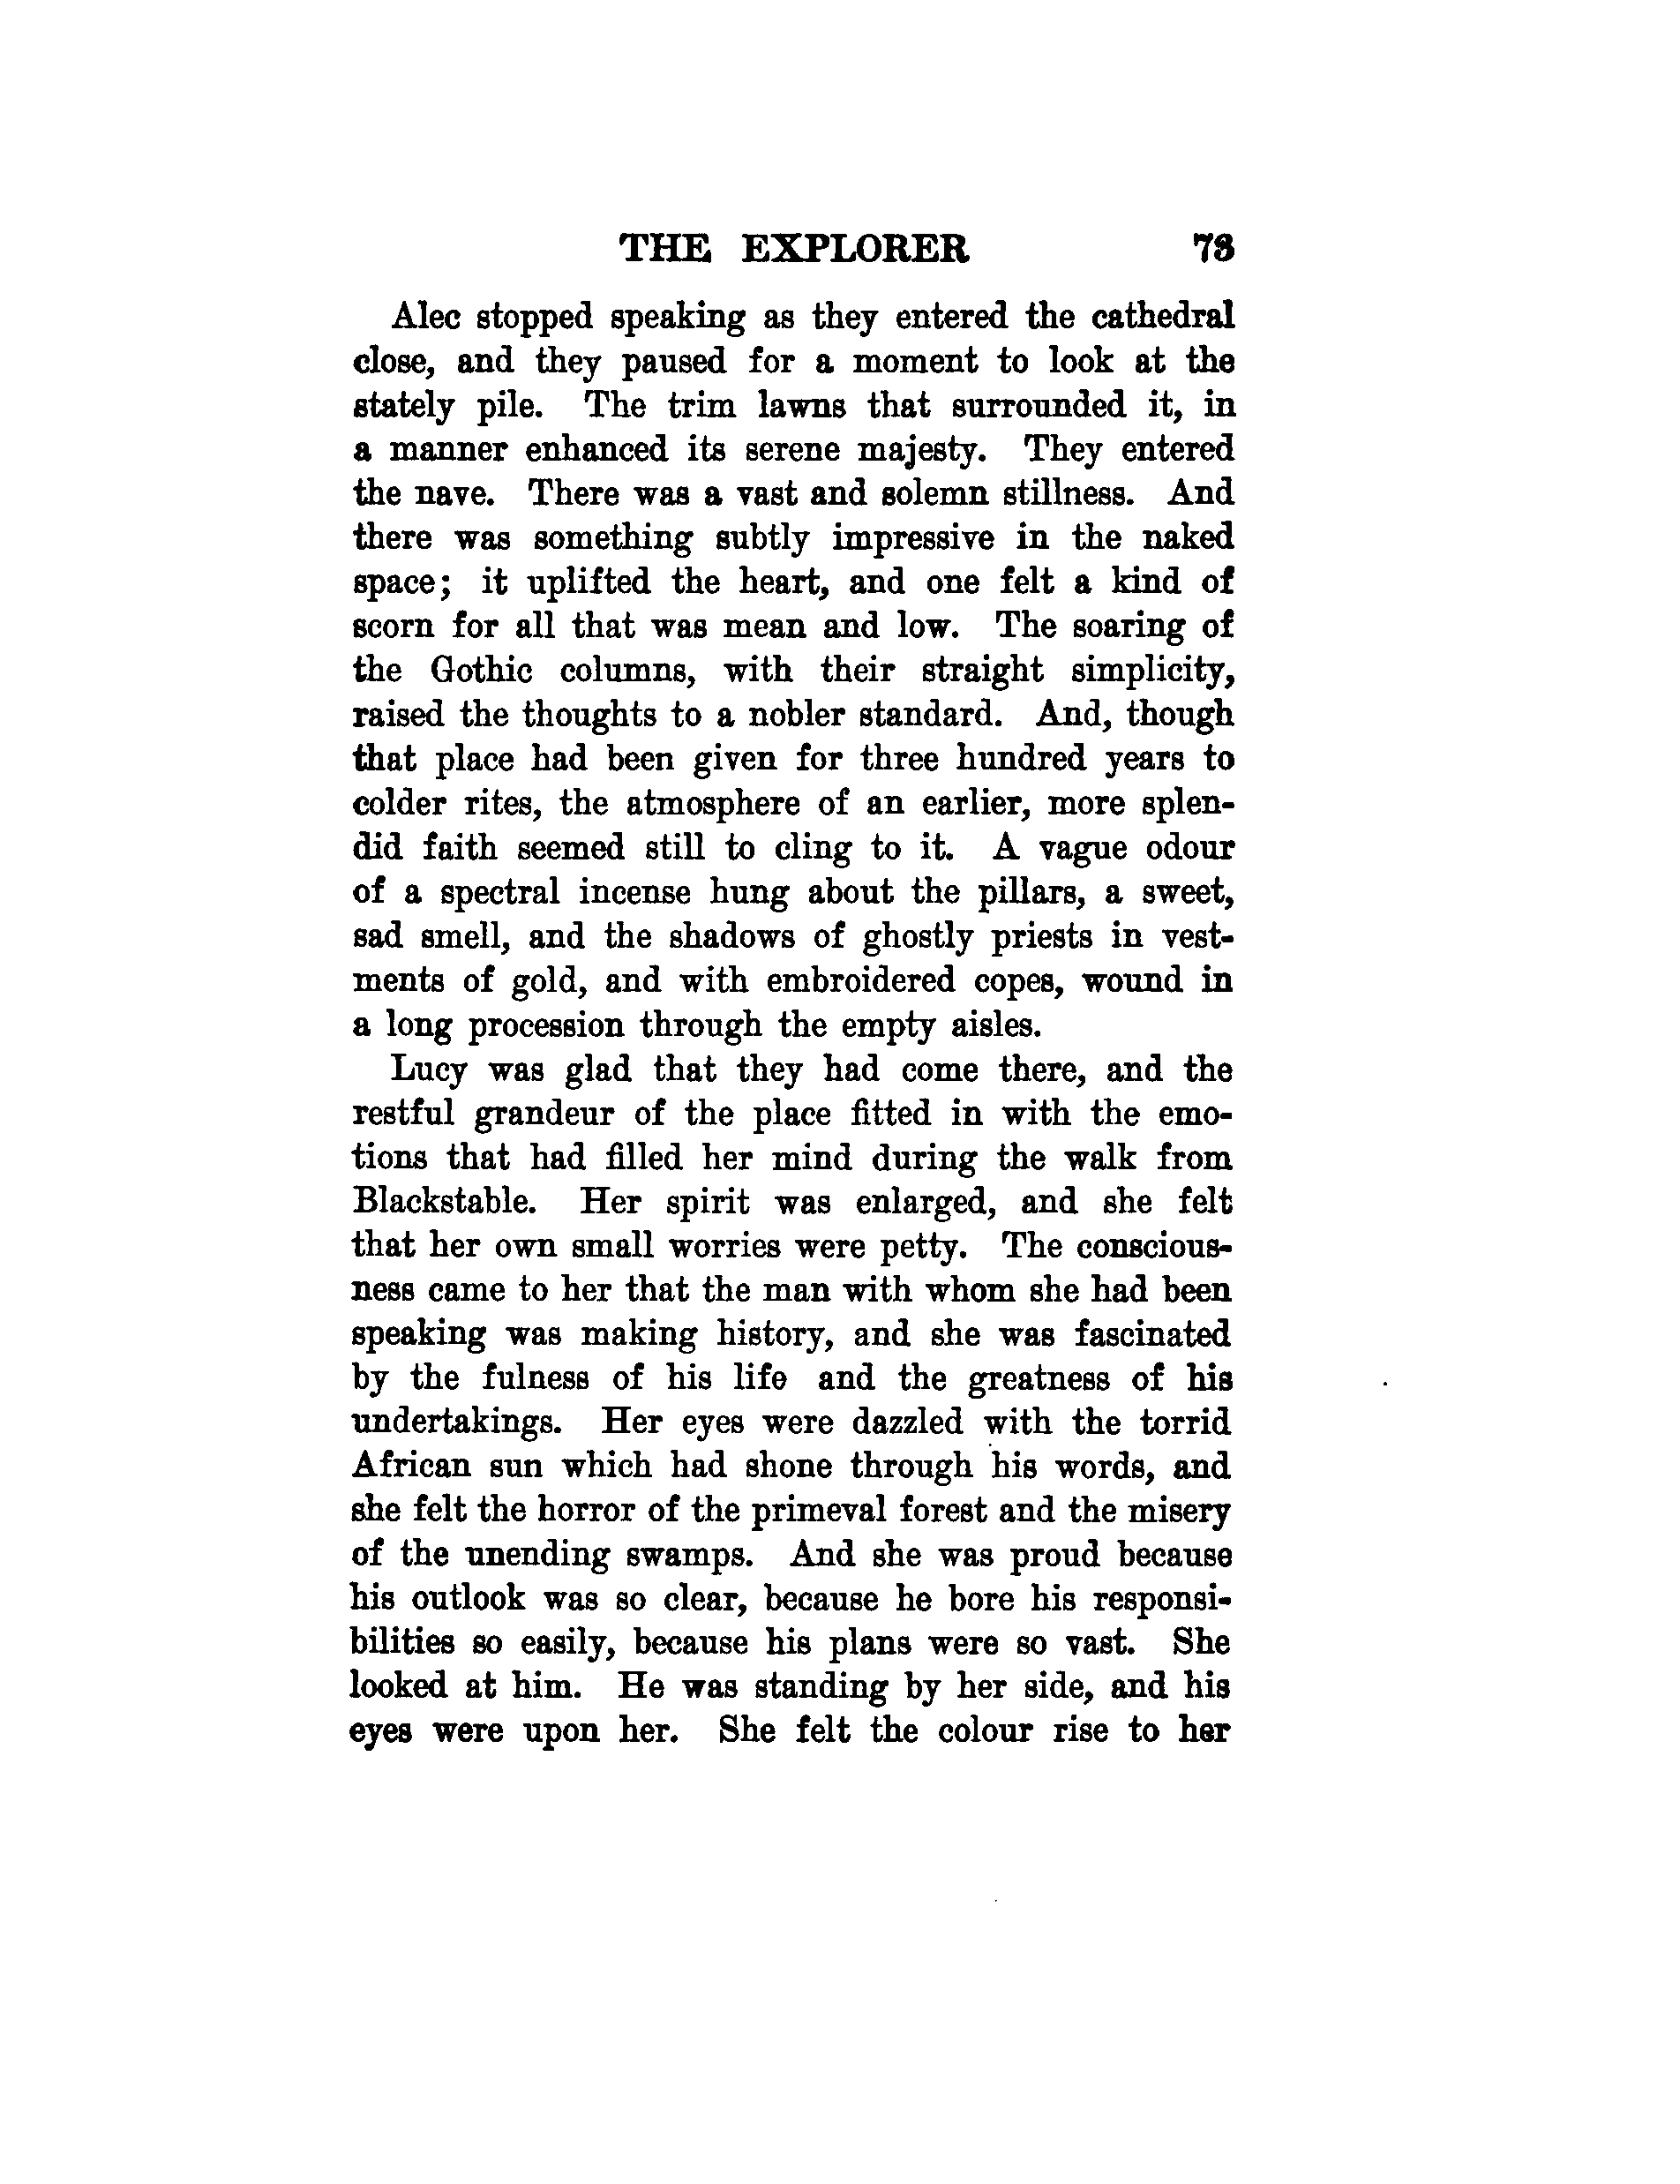 THE EXPLORER 73
Alec stopped speaking as they entered the cathedral
close, and they paused for a moment to look at the
stately pile. The trim lawns that surrounded it, in
a manner enhanced its serene majesty. They entered
the nave. There was a vast and solemn stillness. And
there was something subtly impressive in the naked
space; it uplifted the heart, and one felt a kind of
scorn for all that was mean and low. The soaring of
the Gothic columns, with their straight simplicity,
raised the thoughts to a nobler standard. And, though
that place had been given for three hundred years to
colder rites, the atmosphere of an earlier, more splen-
did faith seemed still to cling to it. A vague odour
of a spectral incense hung about the pillars, a sweet,
sad smell, and the shadows of ghostly priests in vest-
ments of gold, and with embroidered copes, wound in
a long procession through the empty aisles.
Lucy was glad that they had come there, and the
restful grandeur of the place fitted in with the emo-
tions that had filled her mind during the walk from
Blackstable. Her spirit was enlarged, and she felt
that her own small worries were petty. The conscious-
ness came to her that the man with whom she had been
speaking was making history, and she was fascinated
by the fulness of his life and the greatness of his
undertakings. Her eyes were dazzled with the torrid
African sun which had shone through his words, and
she felt the horror of the primeval forest and the misery
of the unending swamps. And she was proud because
his outlook was so clear, because he bore his responsi-
bilities so easily, because his plans were so vast. She
looked at him. He was standing by her side, and his
eyes were upon her. She felt the colour rise to her